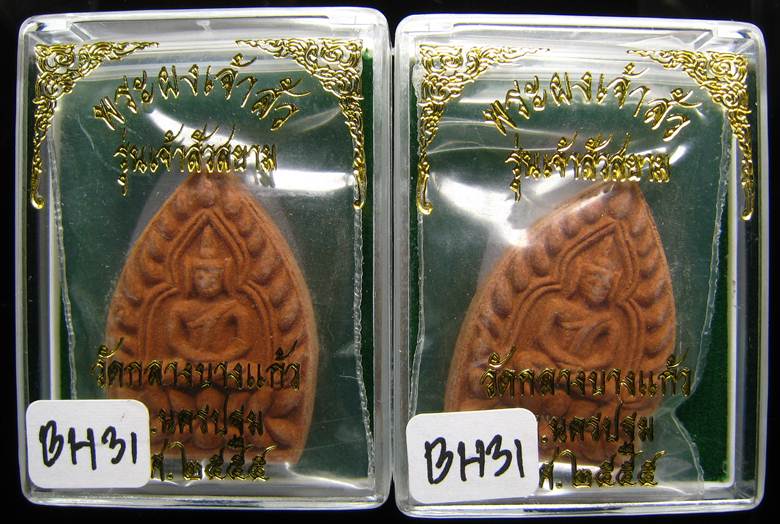 พระผงเจ้าสัว
รุ่นเจ้าสัวสยาม
วัดกลางบางแก้ว
.นครปฐม
ศ.๒๕๕๕
BH31
พระผงเจ้าสัว
รุ่นเจ้าสัวสยาม
วัดกลางบางแก้ว
.นครปฐม
ศ.๒๕๕๕
BH31